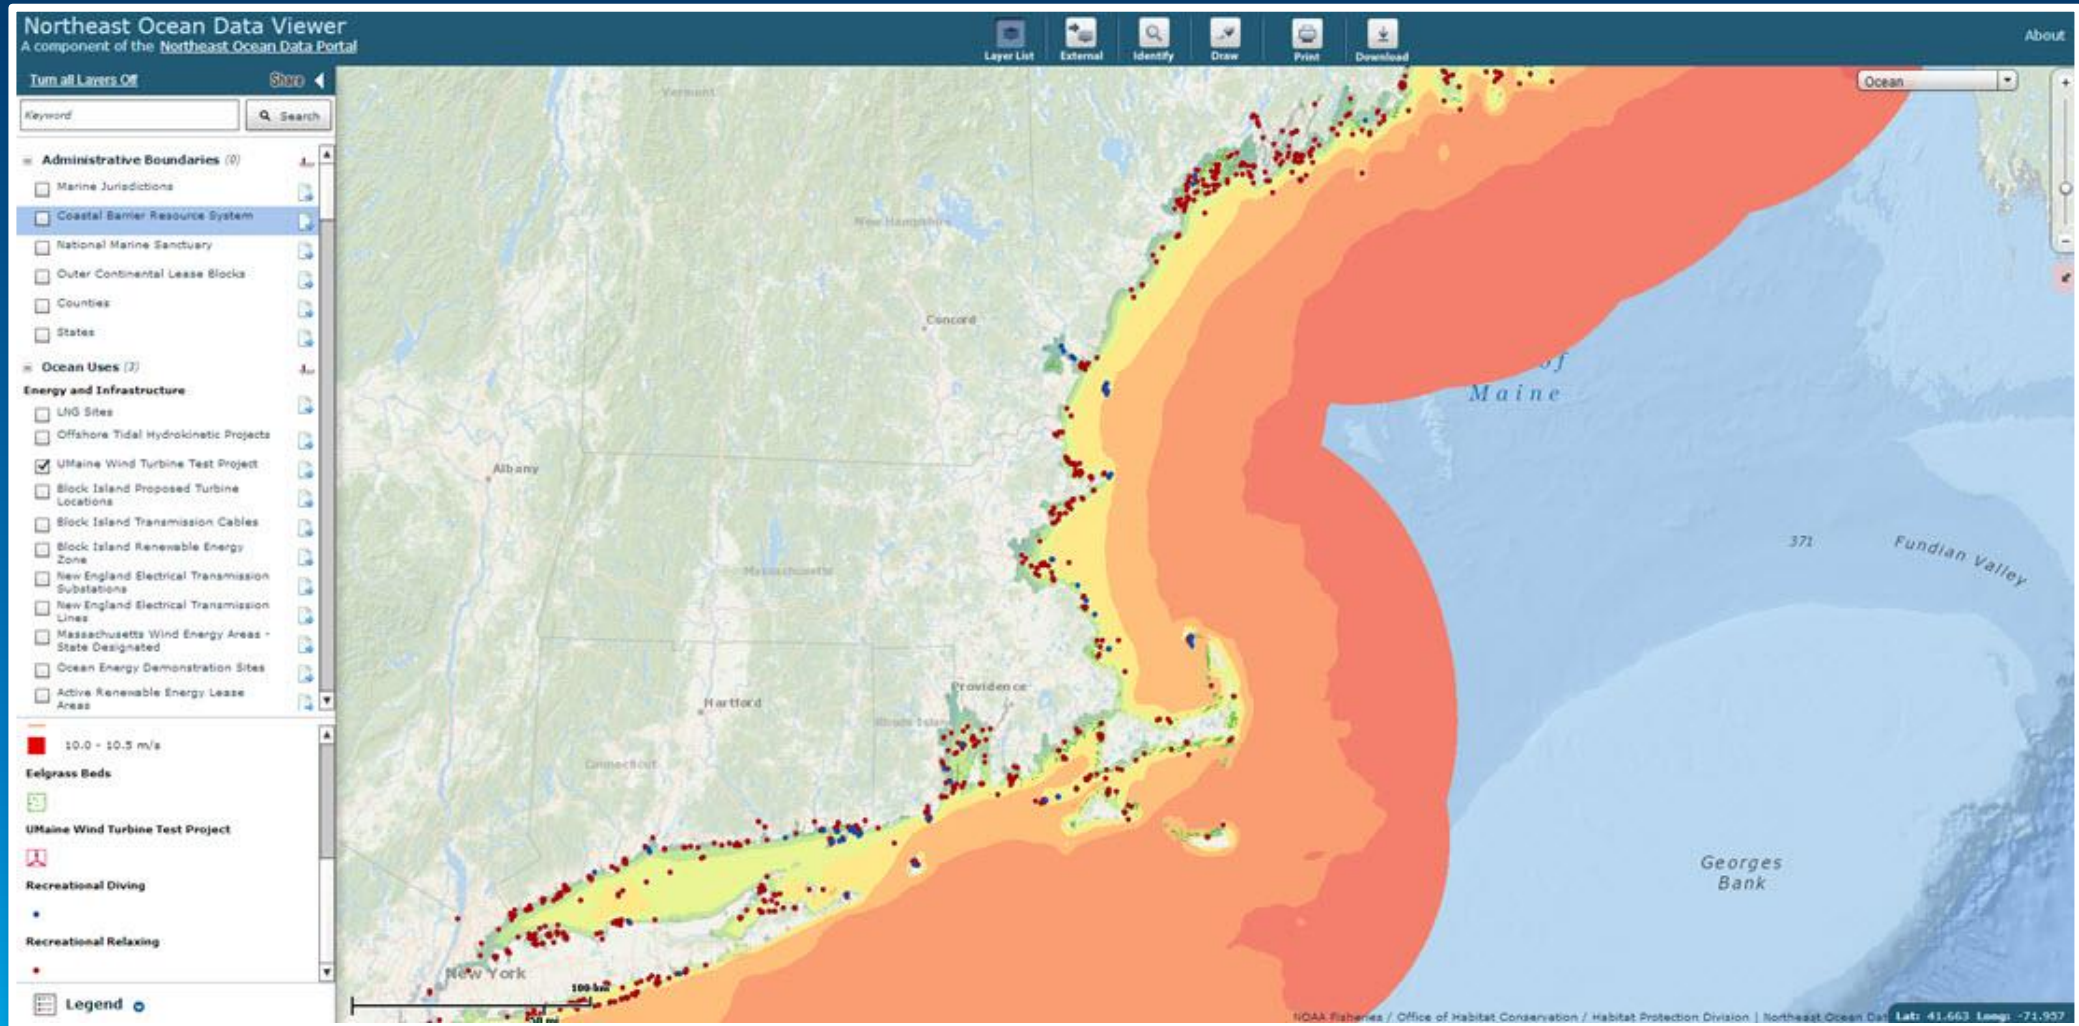 Northeast Ocean Data Viewer
A component of the Northeast Ocean Data Portal
Layer List
External
Identify
Draw
Print
Download
About
Turn all Layers Off
Share
Keyword
Search
Administrative Boundaries (0)
Marine Jurisdictions
Coastal Barrier Resource System
National Marine Sanctuary
Outer Continental Lease Blocks
Counties
States
Ocean Uses (3)
Energy and Infrastructure
LNG Sites
Offshore Tidal Hydrokinetic Projects
UMaine Wind Turbine Test Project
Block Island Proposed Turbine
Locations
Block Island Transmission Cables
Block Island Renewable Energy
Zone
New England Electrical Transmission
Substations
New England Electrical Transmission
Lines
Massachusetts Wind Energy Areas -
State Designated
Ocean Energy Demonstration Sites
Active Renewable Energy Lease
Areas
10.0 - 10.5 m/s
Eelgrass Beds
UMaine Wind Turbine Test Project
Recreational Diving
Recreational Relaxing
Legend
Ocean
Vermont
New Hampshire
Concord
of
Maine
Albany
371
Fundian Valley
Massachusetts
Providence
Hartford
Rhode Island
Connecticut
Georges
Bank
New York
100 km
50 mi
NOAA Fisheries / Office of Habitat Conservation / Habitat Protection Division | Northeast Ocean Dat
Lat: 41.663 Long: -71.957